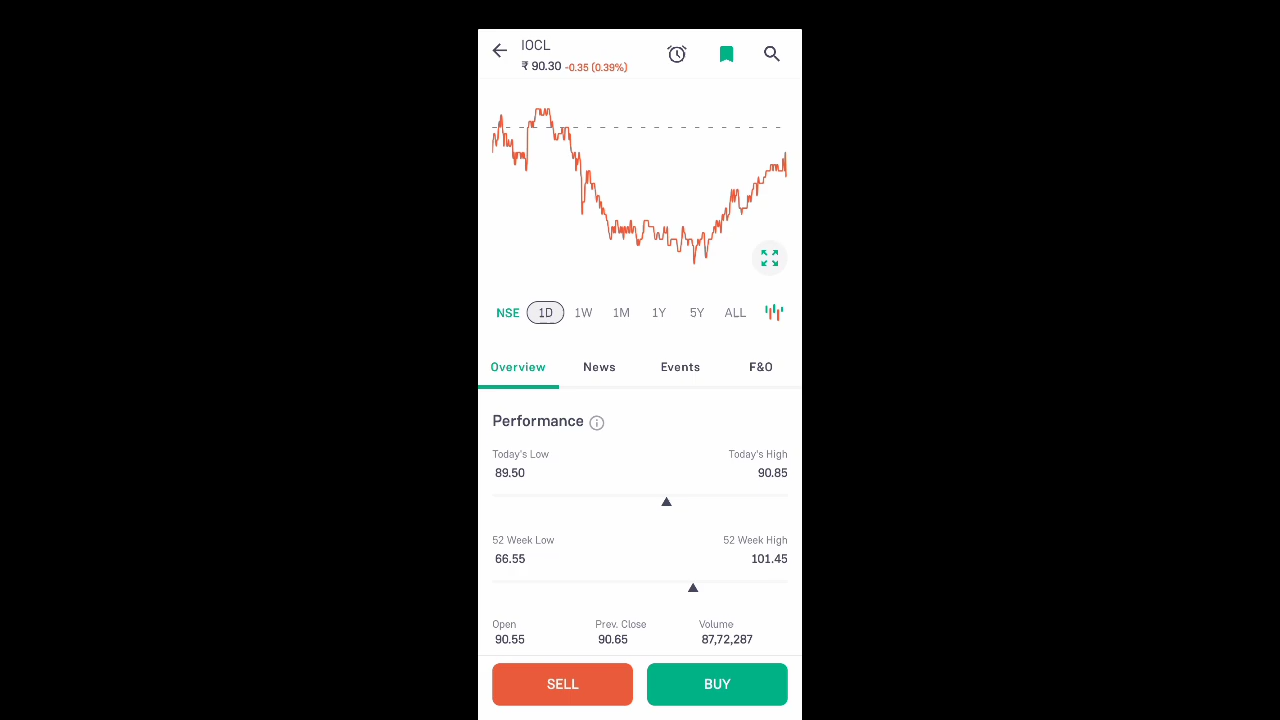 IOCL
₹ 90.30 -0.35 (0.39%)
NSE 1D 1W 1M 1Y 5Y ALL
Overview News Events F&O
Performance
Today's Low Today's High
89.50 90.85
52 Week Low 52 Week High
66.55 101.45
Open Prev. Close Volume
90.55 90.65 87,72,287
SELL BUY